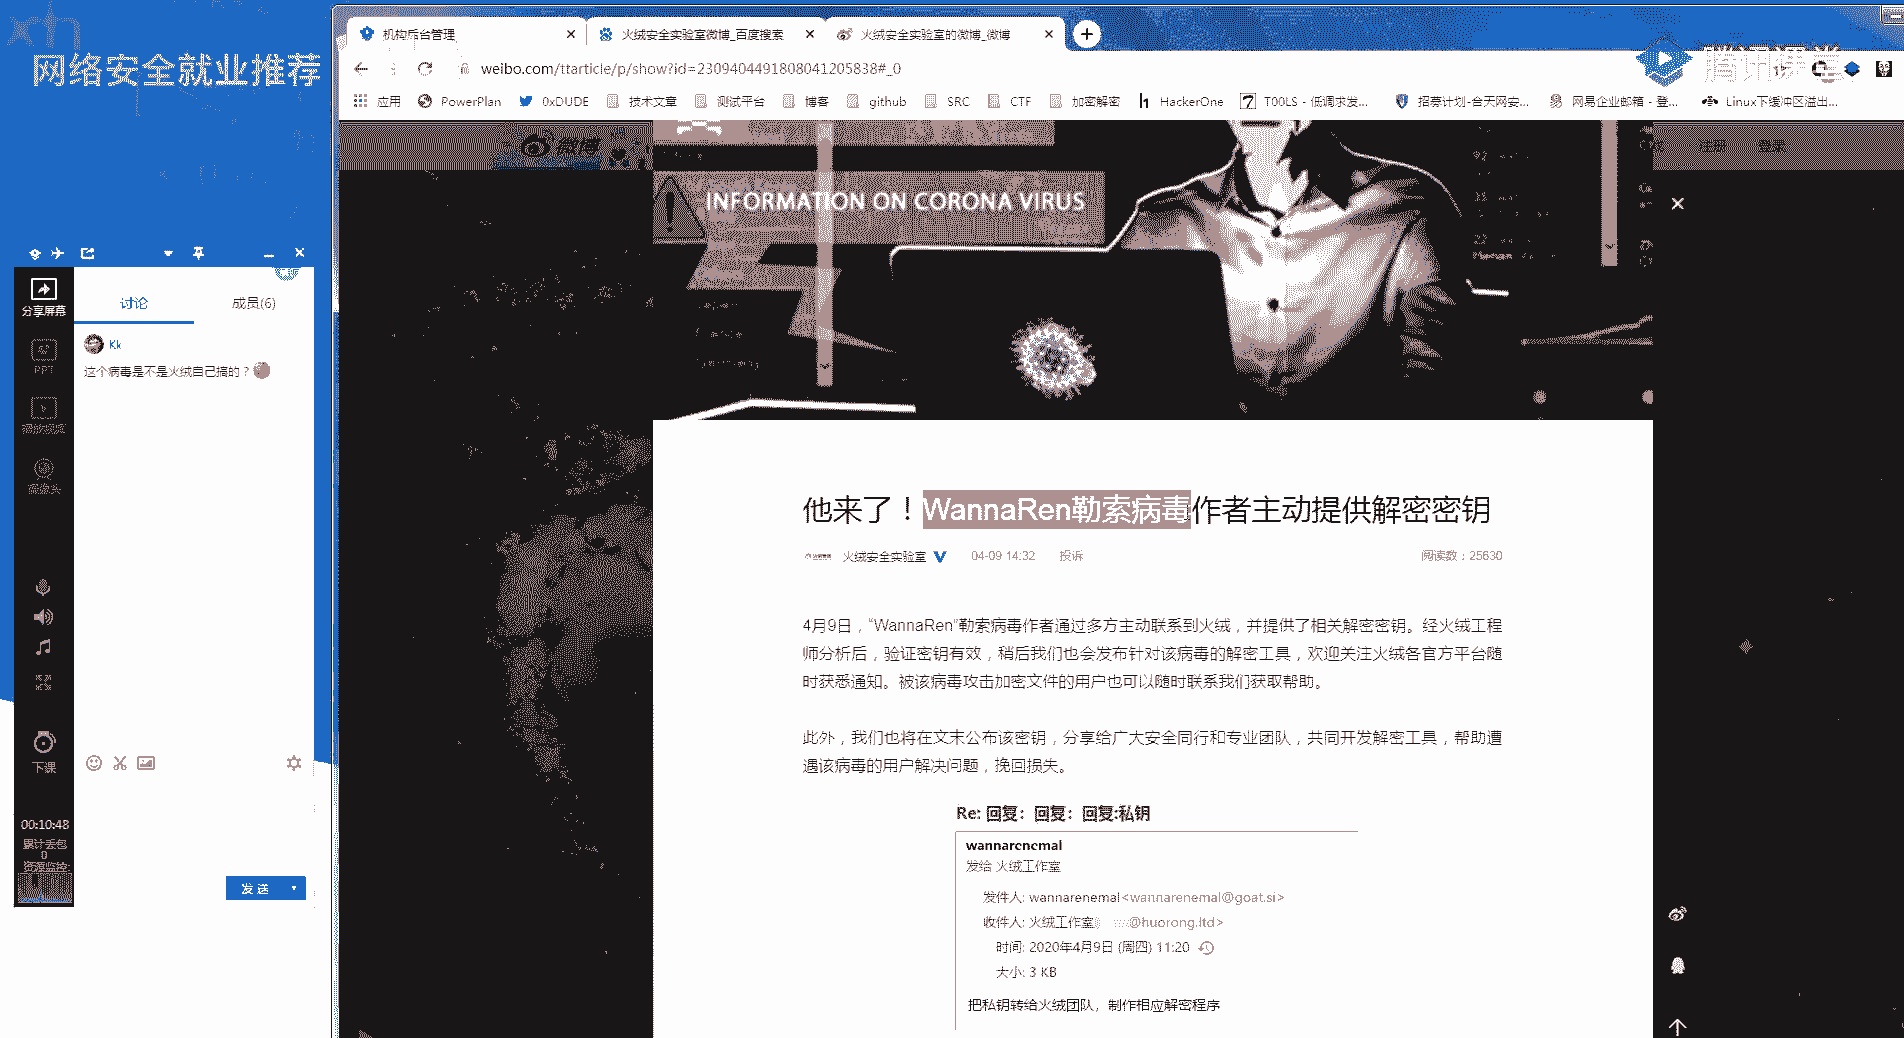 网络安全就业推荐
机构后台管理
火绒安全实验室微博_百度搜索
火绒安全实验室的微博_微博
weibo.com/ttarticle/p/show?id=2309404491808041205838#_0
应用
PowerPlan
0xDUDE
技术文章
测试平台
博客
github
SRC
CTF
加密解密
HackerOne
T00LS - 低调求发...
招募计划-合天网安...
网易企业邮箱 - 登...
Linux下缓冲区溢出...
腾讯课堂
微博
注册
登录
INFORMATION ON CORONA VIRUS
分享屏幕
PPT
播放视频
摄像头
下课
00:10:48
累计丢包
0
资源监控:
讨论
成员(6)
Kk
这个病毒是不是火绒自己搞的？
发送
他来了！WannaRen勒索病毒作者主动提供解密密钥
火绒安全实验室
04-09 14:32
投诉
阅读数：25630
4月9日，“WannaRen”勒索病毒作者通过多方主动联系到火绒，并提供了相关解密密钥。经火绒工程
师分析后，验证密钥有效，稍后我们也会发布针对该病毒的解密工具，欢迎关注火绒各官方平台随
时获悉通知。被该病毒攻击加密文件的用户也可以随时联系我们获取帮助。
此外，我们也将在文末公布该密钥，分享给广大安全同行和专业团队，共同开发解密工具，帮助遭
遇该病毒的用户解决问题，挽回损失。
Re: 回复：回复：回复:私钥
wannarenemal
发给 火绒工作室
发件人: wannarenemal<wannarenemal@goat.si>
收件人: 火绒工作室 @huorong.ltd>
时间: 2020年4月9日 (周四) 11:20
大小: 3 KB
把私钥转给火绒团队，制作相应解密程序